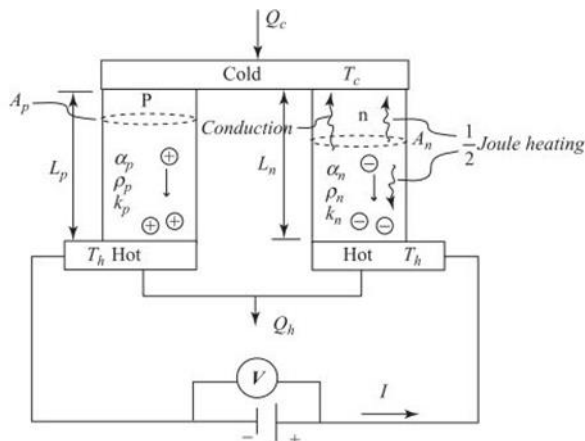 Q_c
Cold T_c
A_p
P
n
Conduction
A_n
1/2 Joule heating
L_p
L_n
α_p
ρ_p
k_p
α_n
ρ_n
k_n
+
+ +
−
− −
T_h Hot
Hot T_h
Q_h
V
I
− +